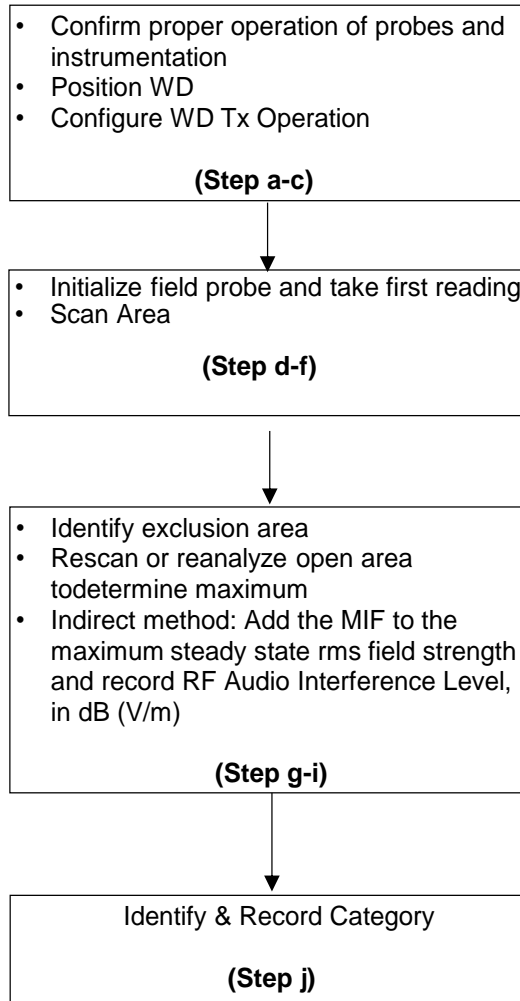 • Confirm proper operation of probes and
instrumentation
• Position WD
• Configure WD Tx Operation
(Step a-c)
• Initialize field probe and take first reading
• Scan Area
(Step d-f)
• Identify exclusion area
• Rescan or reanalyze open area
todetermine maximum
• Indirect method: Add the MIF to the
maximum steady state rms field strength
and record RF Audio Interference Level,
in dB (V/m)
(Step g-i)
Identify & Record Category
(Step j)